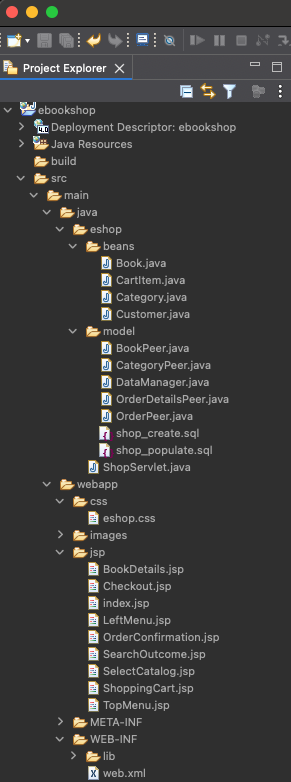 Project Explorer
ebookshop
Deployment Descriptor: ebookshop
Java Resources
build
src
main
java
eshop
beans
Book.java
CartItem.java
Category.java
Customer.java
model
BookPeer.java
CategoryPeer.java
DataManager.java
OrderDetailsPeer.java
OrderPeer.java
shop_create.sql
shop_populate.sql
ShopServlet.java
webapp
css
eshop.css
images
jsp
BookDetails.jsp
Checkout.jsp
index.jsp
LeftMenu.jsp
OrderConfirmation.jsp
SearchOutcome.jsp
SelectCatalog.jsp
ShoppingCart.jsp
TopMenu.jsp
META-INF
WEB-INF
lib
web.xml